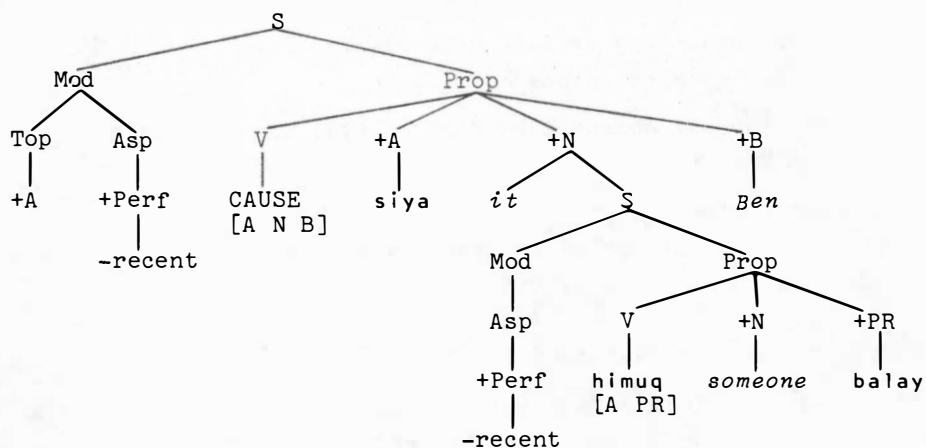 S
Mod Prop
Top Asp V +A +N +B
+A +Perf CAUSE siya it S Ben
[A N B]
-recent Mod Prop
Asp V +N +PR
+Perf himuq someone balay
[A PR]
-recent